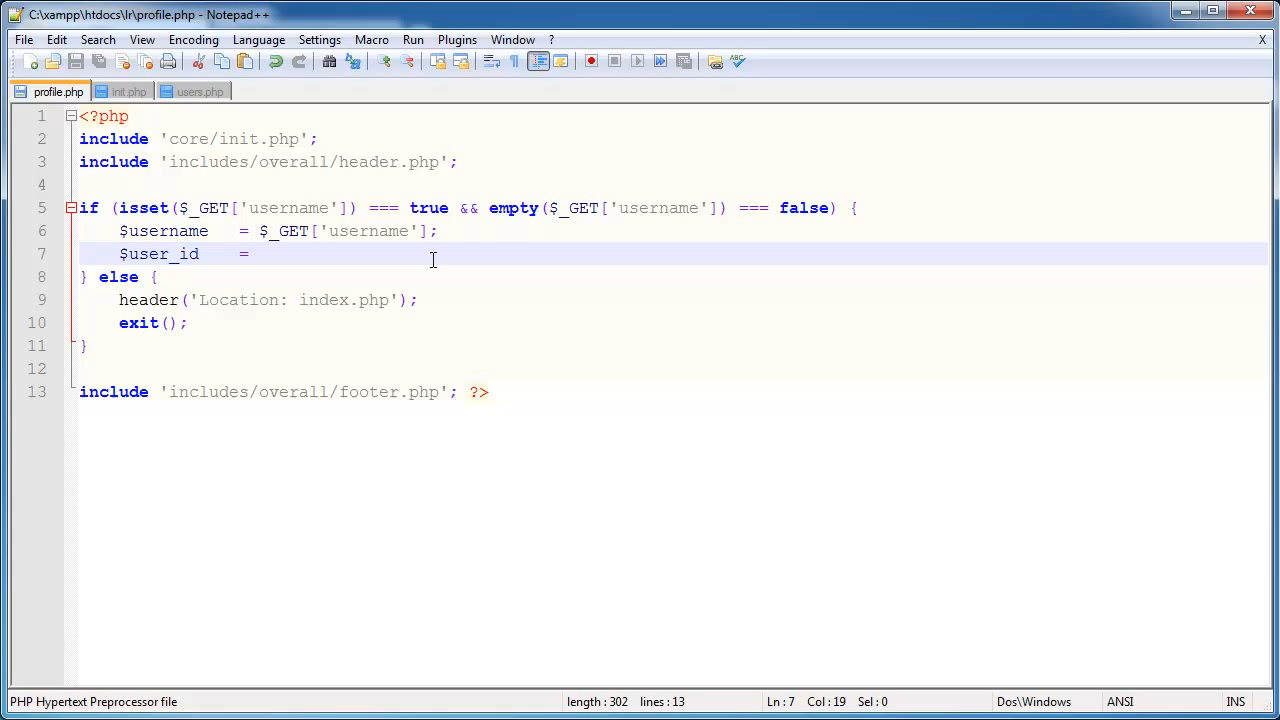 C:\xampp\htdocs\lr\profile.php - Notepad++
File Edit Search View Encoding Language Settings Macro Run Plugins Window ? X
profile.php init.php users.php
1 <?php
2 include 'core/init.php';
3 include 'includes/overall/header.php';
4
5 if (isset($_GET['username']) === true && empty($_GET['username']) === false) {
6 $username = $_GET['username'];
7 $user_id =
8 } else {
9 header('Location: index.php');
10 exit();
11 }
12
13 include 'includes/overall/footer.php'; ?>
PHP Hypertext Preprocessor file length : 302 lines : 13 Ln : 7 Col : 19 Sel : 0 Dos\Windows ANSI INS